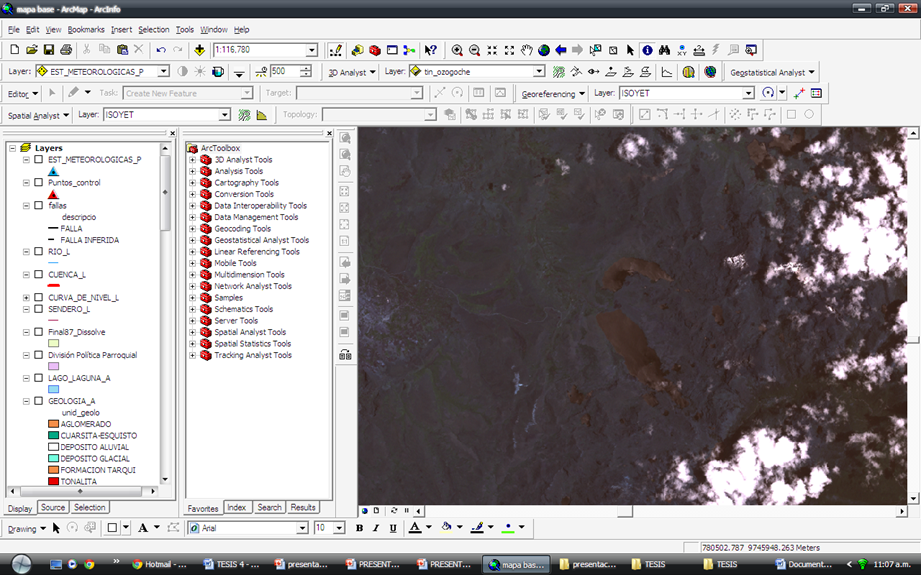 mapa base - ArcMap - ArcInfo
File Edit View Bookmarks Insert Selection Tools Window Help
1:116,780
Layer: EST_METEOROLOGICAS_P 500 3D Analyst Layer: tin_ozogoche Geostatistical Analyst
Editor Task: Create New Feature Target: Georeferencing Layer: ISOYET
Spatial Analyst Layer: ISOYET Topology:
Layers
EST_METEOROLOGICAS_P
Puntos_control
fallas
descripcio
FALLA
FALLA INFERIDA
RIO_L
CUENCA_L
CURVA_DE_NIVEL_L
SENDERO_L
Final87_Dissolve
División Política Parroquial
LAGO_LAGUNA_A
GEOLOGIA_A
unid_geolo
AGLOMERADO
CUARSITA-ESQUISTO
DEPOSITO ALUVIAL
DEPOSITO GLACIAL
FORMACION TARQUI
TONALITA
Display Source Selection
ArcToolbox
3D Analyst Tools
Analysis Tools
Cartography Tools
Conversion Tools
Data Interoperability Tools
Data Management Tools
Geocoding Tools
Geostatistical Analyst Tools
Linear Referencing Tools
Mobile Tools
Multidimension Tools
Network Analyst Tools
Samples
Schematics Tools
Server Tools
Spatial Analyst Tools
Spatial Statistics Tools
Tracking Analyst Tools
Favorites Index Search Results
1:1
Drawing A Arial 10 B I U A
780502.787 9745948.263 Meters
Hotmail - ... TESIS 4 - ... presenta... PRESENT... PRESENT... mapa bas... presentac... TESIS TESIS Document... 11:07 a.m.